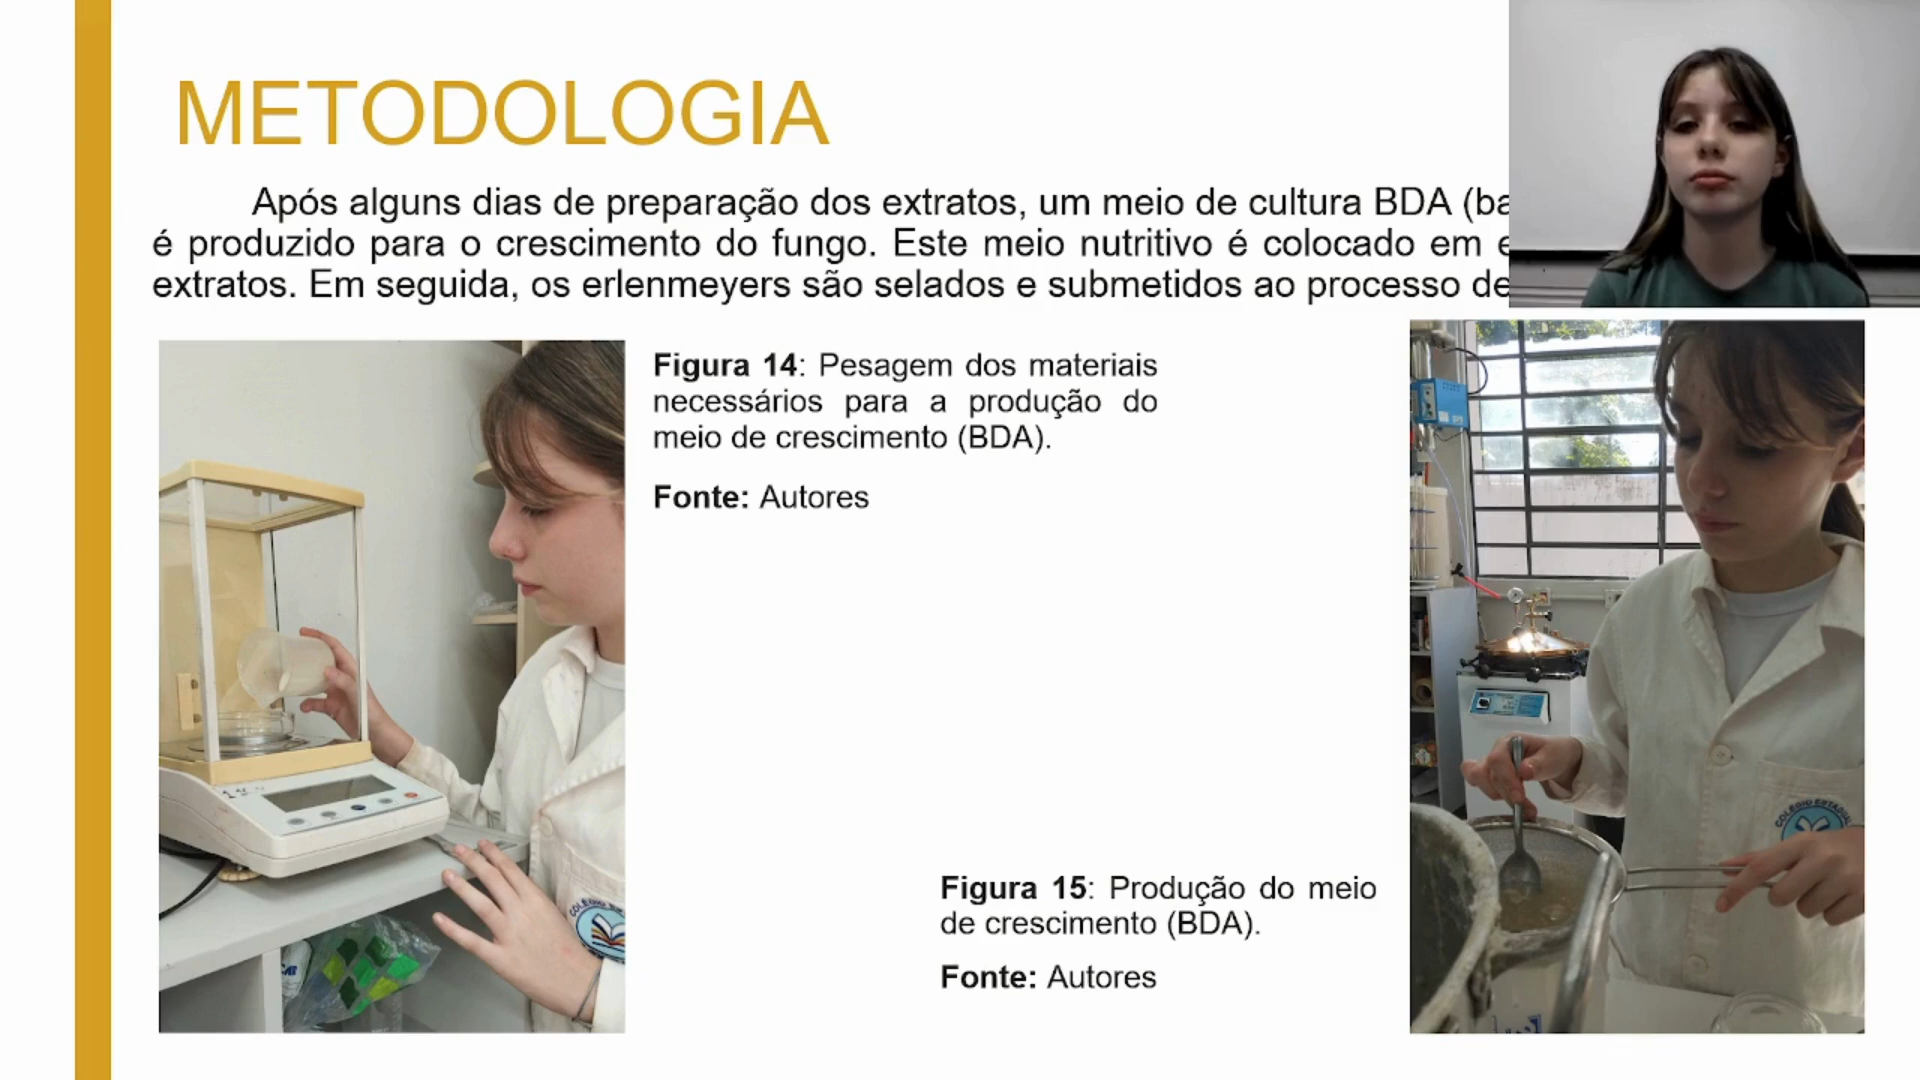 METODOLOGIA
Após alguns dias de preparação dos extratos, um meio de cultura BDA
é produzido para o crescimento do fungo. Este meio nutritivo é colocado em
extratos. Em seguida, os erlenmeyers são selados e submetidos ao processo de
Figura 14: Pesagem dos materiais
necessários para a produção do
meio de crescimento (BDA).
Fonte: Autores
COLÉGIO
COLÉGIO ESTADUAL
Figura 15: Produção do meio
de crescimento (BDA).
Fonte: Autores